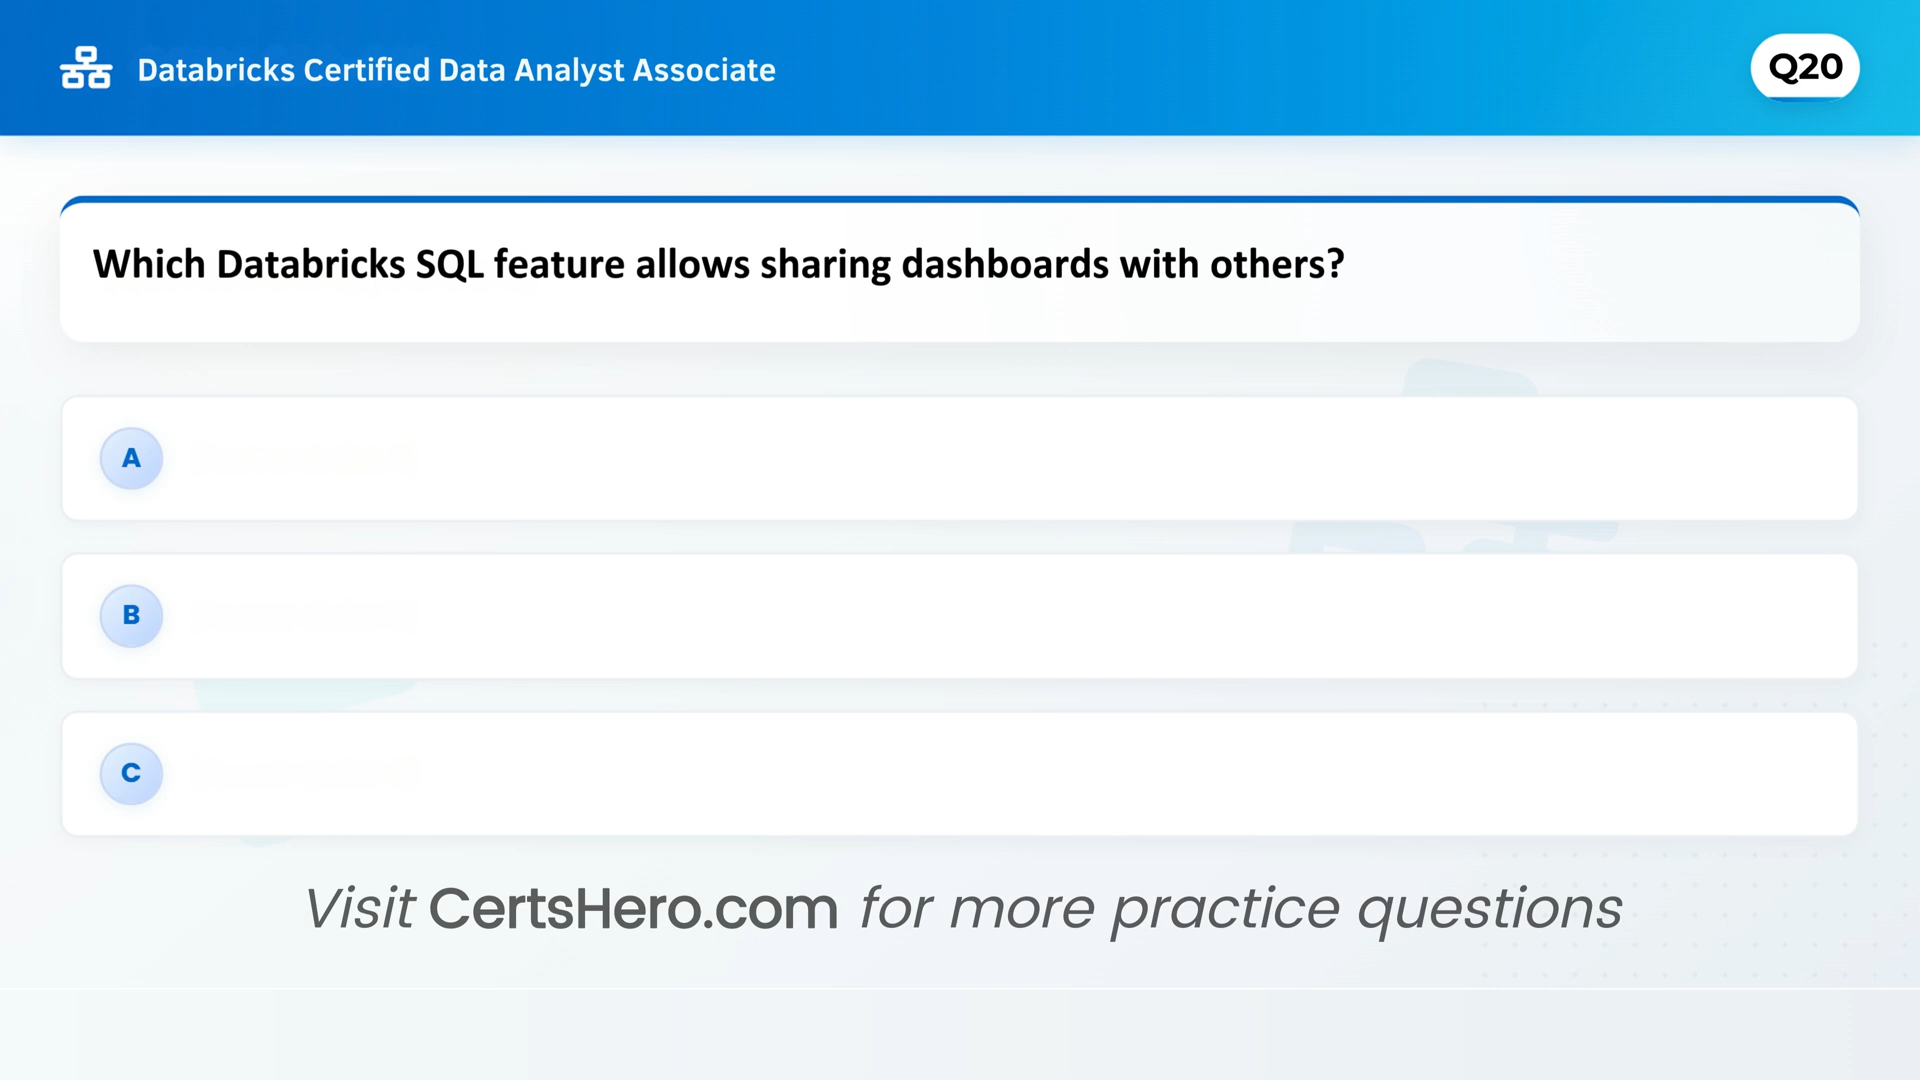 Databricks Certified Data Analyst Associate
Q20
Which Databricks SQL feature allows sharing dashboards with others?
A
B
C
Visit CertsHero.com for more practice questions